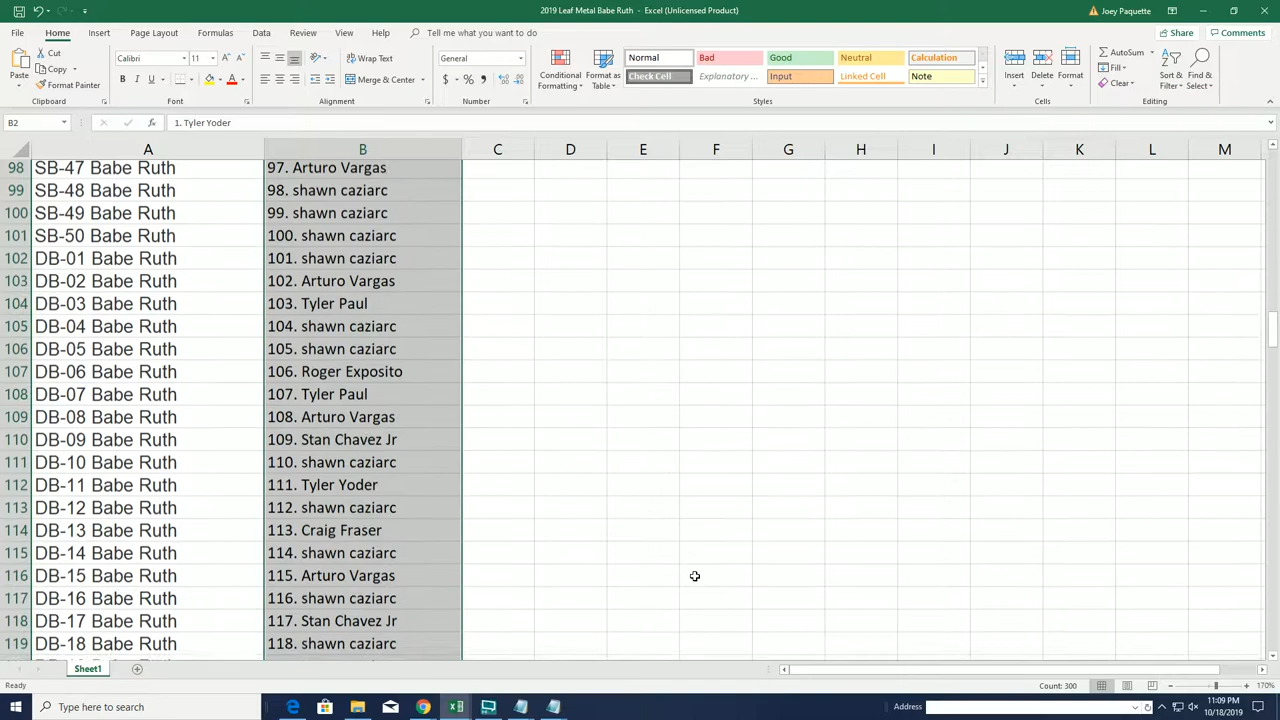 2019 Leaf Metal Babe Ruth - Excel (Unlicensed Product)
Joey Paquette
File Home Insert Page Layout Formulas Data Review View Help Tell me what you want to do
Share Comments
Paste
Cut
Copy
Format Painter
Clipboard
Calibri 11
B I U
Font
Wrap Text
Merge & Center
Alignment
General
$ % ,
Number
Conditional Formatting
Format as Table
Normal Bad Good Neutral Calculation
Check Cell Explanatory ... Input Linked Cell Note
Styles
Insert Delete Format
Cells
AutoSum
Fill
Clear
Sort & Filter
Find & Select
Editing
B2 fx 1. Tyler Yoder
A B C D E F G H I J K L M
98 SB-47 Babe Ruth 97. Arturo Vargas
99 SB-48 Babe Ruth 98. shawn caziarc
100 SB-49 Babe Ruth 99. shawn caziarc
101 SB-50 Babe Ruth 100. shawn caziarc
102 DB-01 Babe Ruth 101. shawn caziarc
103 DB-02 Babe Ruth 102. Arturo Vargas
104 DB-03 Babe Ruth 103. Tyler Paul
105 DB-04 Babe Ruth 104. shawn caziarc
106 DB-05 Babe Ruth 105. shawn caziarc
107 DB-06 Babe Ruth 106. Roger Exposito
108 DB-07 Babe Ruth 107. Tyler Paul
109 DB-08 Babe Ruth 108. Arturo Vargas
110 DB-09 Babe Ruth 109. Stan Chavez Jr
111 DB-10 Babe Ruth 110. shawn caziarc
112 DB-11 Babe Ruth 111. Tyler Yoder
113 DB-12 Babe Ruth 112. shawn caziarc
114 DB-13 Babe Ruth 113. Craig Fraser
115 DB-14 Babe Ruth 114. shawn caziarc
116 DB-15 Babe Ruth 115. Arturo Vargas
117 DB-16 Babe Ruth 116. shawn caziarc
118 DB-17 Babe Ruth 117. Stan Chavez Jr
119 DB-18 Babe Ruth 118. shawn caziarc
Sheet1
Ready Count: 300 170%
Type here to search
Address
11:09 PM
10/18/2019